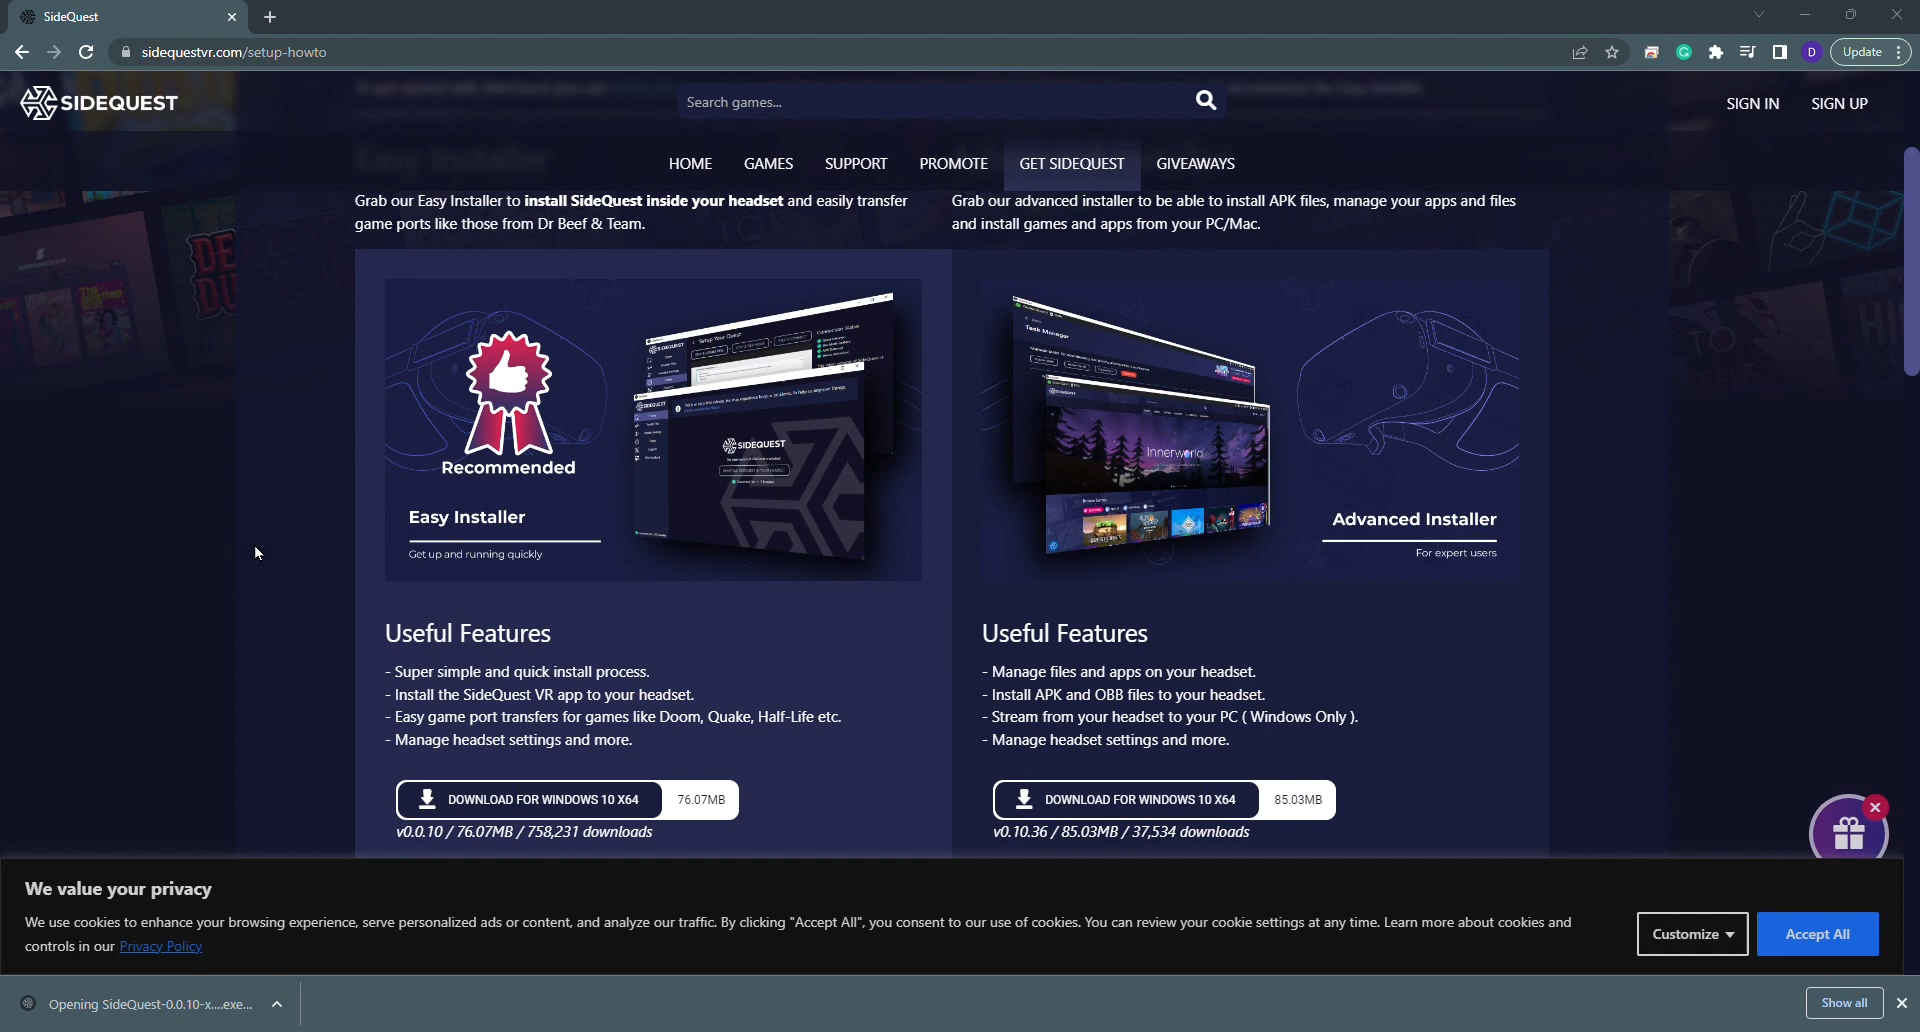 SideQuest
sidequestvr.com/setup-howto
D
Update
SIDEQUEST
Search games...
SIGN IN
SIGN UP
Easy Installer
HOME
GAMES
SUPPORT
PROMOTE
GET SIDEQUEST
GIVEAWAYS
Grab our Easy Installer to install SideQuest inside your headset and easily transfer
game ports like those from Dr Beef & Team.
Grab our advanced installer to be able to install APK files, manage your apps and files
and install games and apps from your PC/Mac.
Recommended
Easy Installer
Get up and running quickly
Setup Your Quest
SIDEQUEST
Task Manager
Innerworld
Advanced Installer
For expert users
Useful Features
- Super simple and quick install process.
- Install the SideQuest VR app to your headset.
- Easy game port transfers for games like Doom, Quake, Half-Life etc.
- Manage headset settings and more.
DOWNLOAD FOR WINDOWS 10 X64
76.07MB
v0.0.10 / 76.07MB / 758,231 downloads
Useful Features
- Manage files and apps on your headset.
- Install APK and OBB files to your headset.
- Stream from your headset to your PC ( Windows Only ).
- Manage headset settings and more.
DOWNLOAD FOR WINDOWS 10 X64
85.03MB
v0.10.36 / 85.03MB / 37,534 downloads
We value your privacy
We use cookies to enhance your browsing experience, serve personalized ads or content, and analyze our traffic. By clicking "Accept All", you consent to our use of cookies. You can review your cookie settings at any time. Learn more about cookies and
controls in our Privacy Policy
Customize
Accept All
Opening SideQuest-0.0.10-x....exe...
Show all